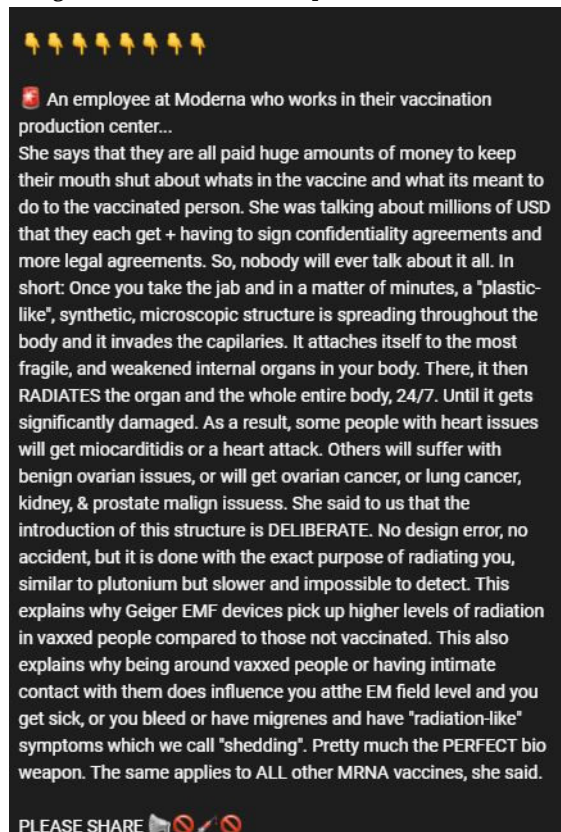 👇👇👇👇👇👇👇👇
🚨 An employee at Moderna who works in their vaccination
production center...
She says that they are all paid huge amounts of money to keep
their mouth shut about whats in the vaccine and what its meant to
do to the vaccinated person. She was talking about millions of USD
that they each get + having to sign confidentiality agreements and
more legal agreements. So, nobody will ever talk about it all. In
short: Once you take the jab and in a matter of minutes, a "plastic-
like", synthetic, microscopic structure is spreading throughout the
body and it invades the capilaries. It attaches itself to the most
fragile, and weakened internal organs in your body. There, it then
RADIATES the organ and the whole entire body, 24/7. Until it gets
significantly damaged. As a result, some people with heart issues
will get miocarditidis or a heart attack. Others will suffer with
benign ovarian issues, or will get ovarian cancer, or lung cancer,
kidney, & prostate malign issuess. She said to us that the
introduction of this structure is DELIBERATE. No design error, no
accident, but it is done with the exact purpose of radiating you,
similar to plutonium but slower and impossible to detect. This
explains why Geiger EMF devices pick up higher levels of radiation
in vaxxed people compared to those not vaccinated. This also
explains why being around vaxxed people or having intimate
contact with them does influence you atthe EM field level and you
get sick, or you bleed or have migrenes and have "radiation-like"
symptoms which we call "shedding". Pretty much the PERFECT bio
weapon. The same applies to ALL other MRNA vaccines, she said.
PLEASE SHARE